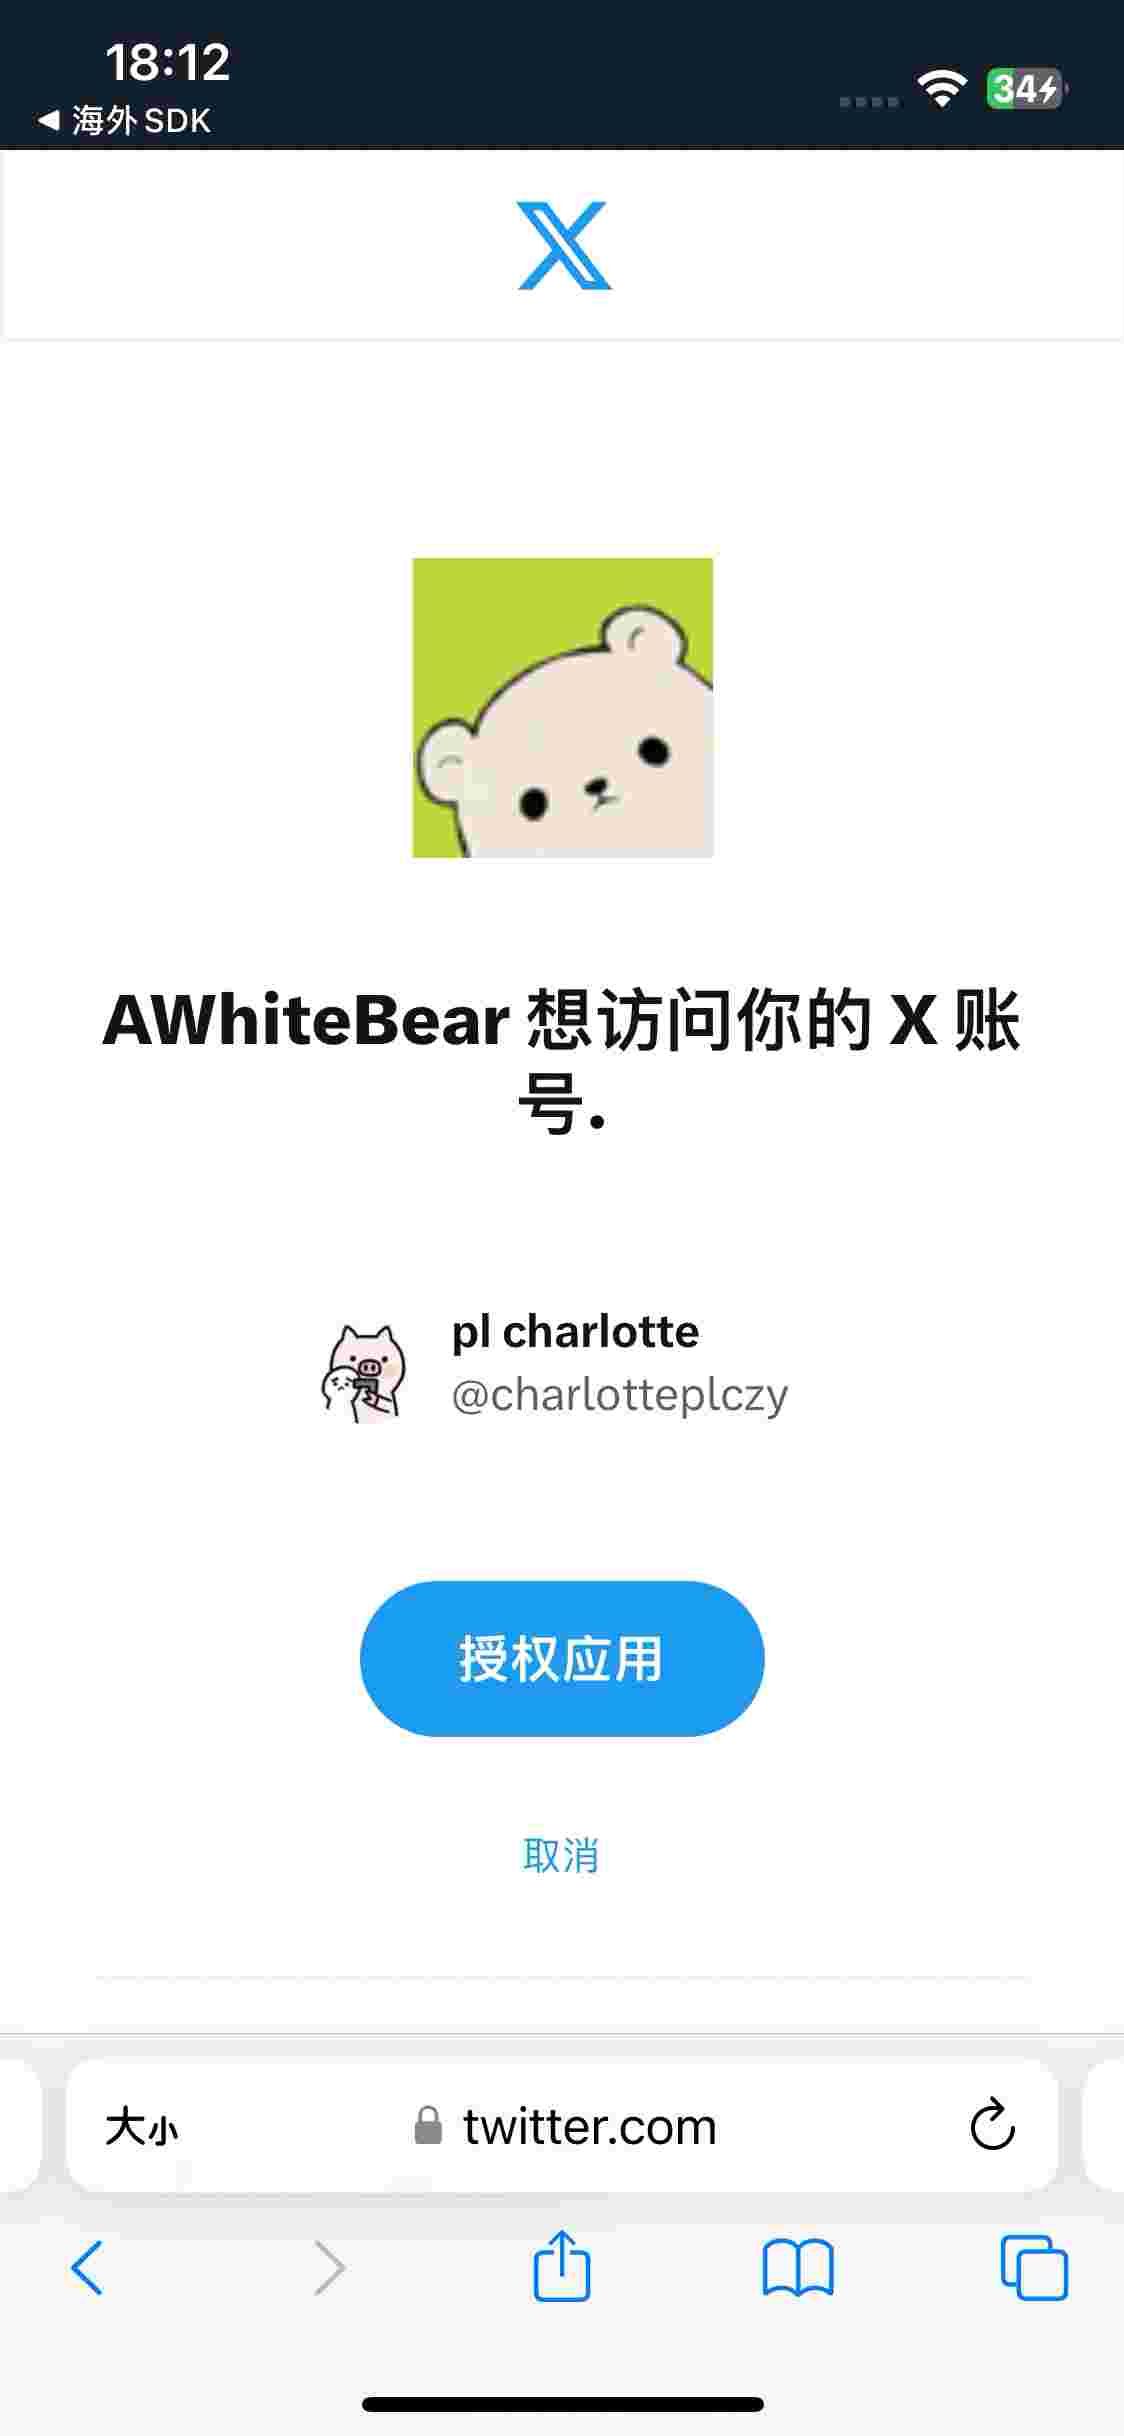 18:12
34
◀ 海外 SDK
X
AWhiteBear 想访问你的 X 账
号.
pl charlotte
@charlotteplczy
授权应用
取消
大小
twitter.com